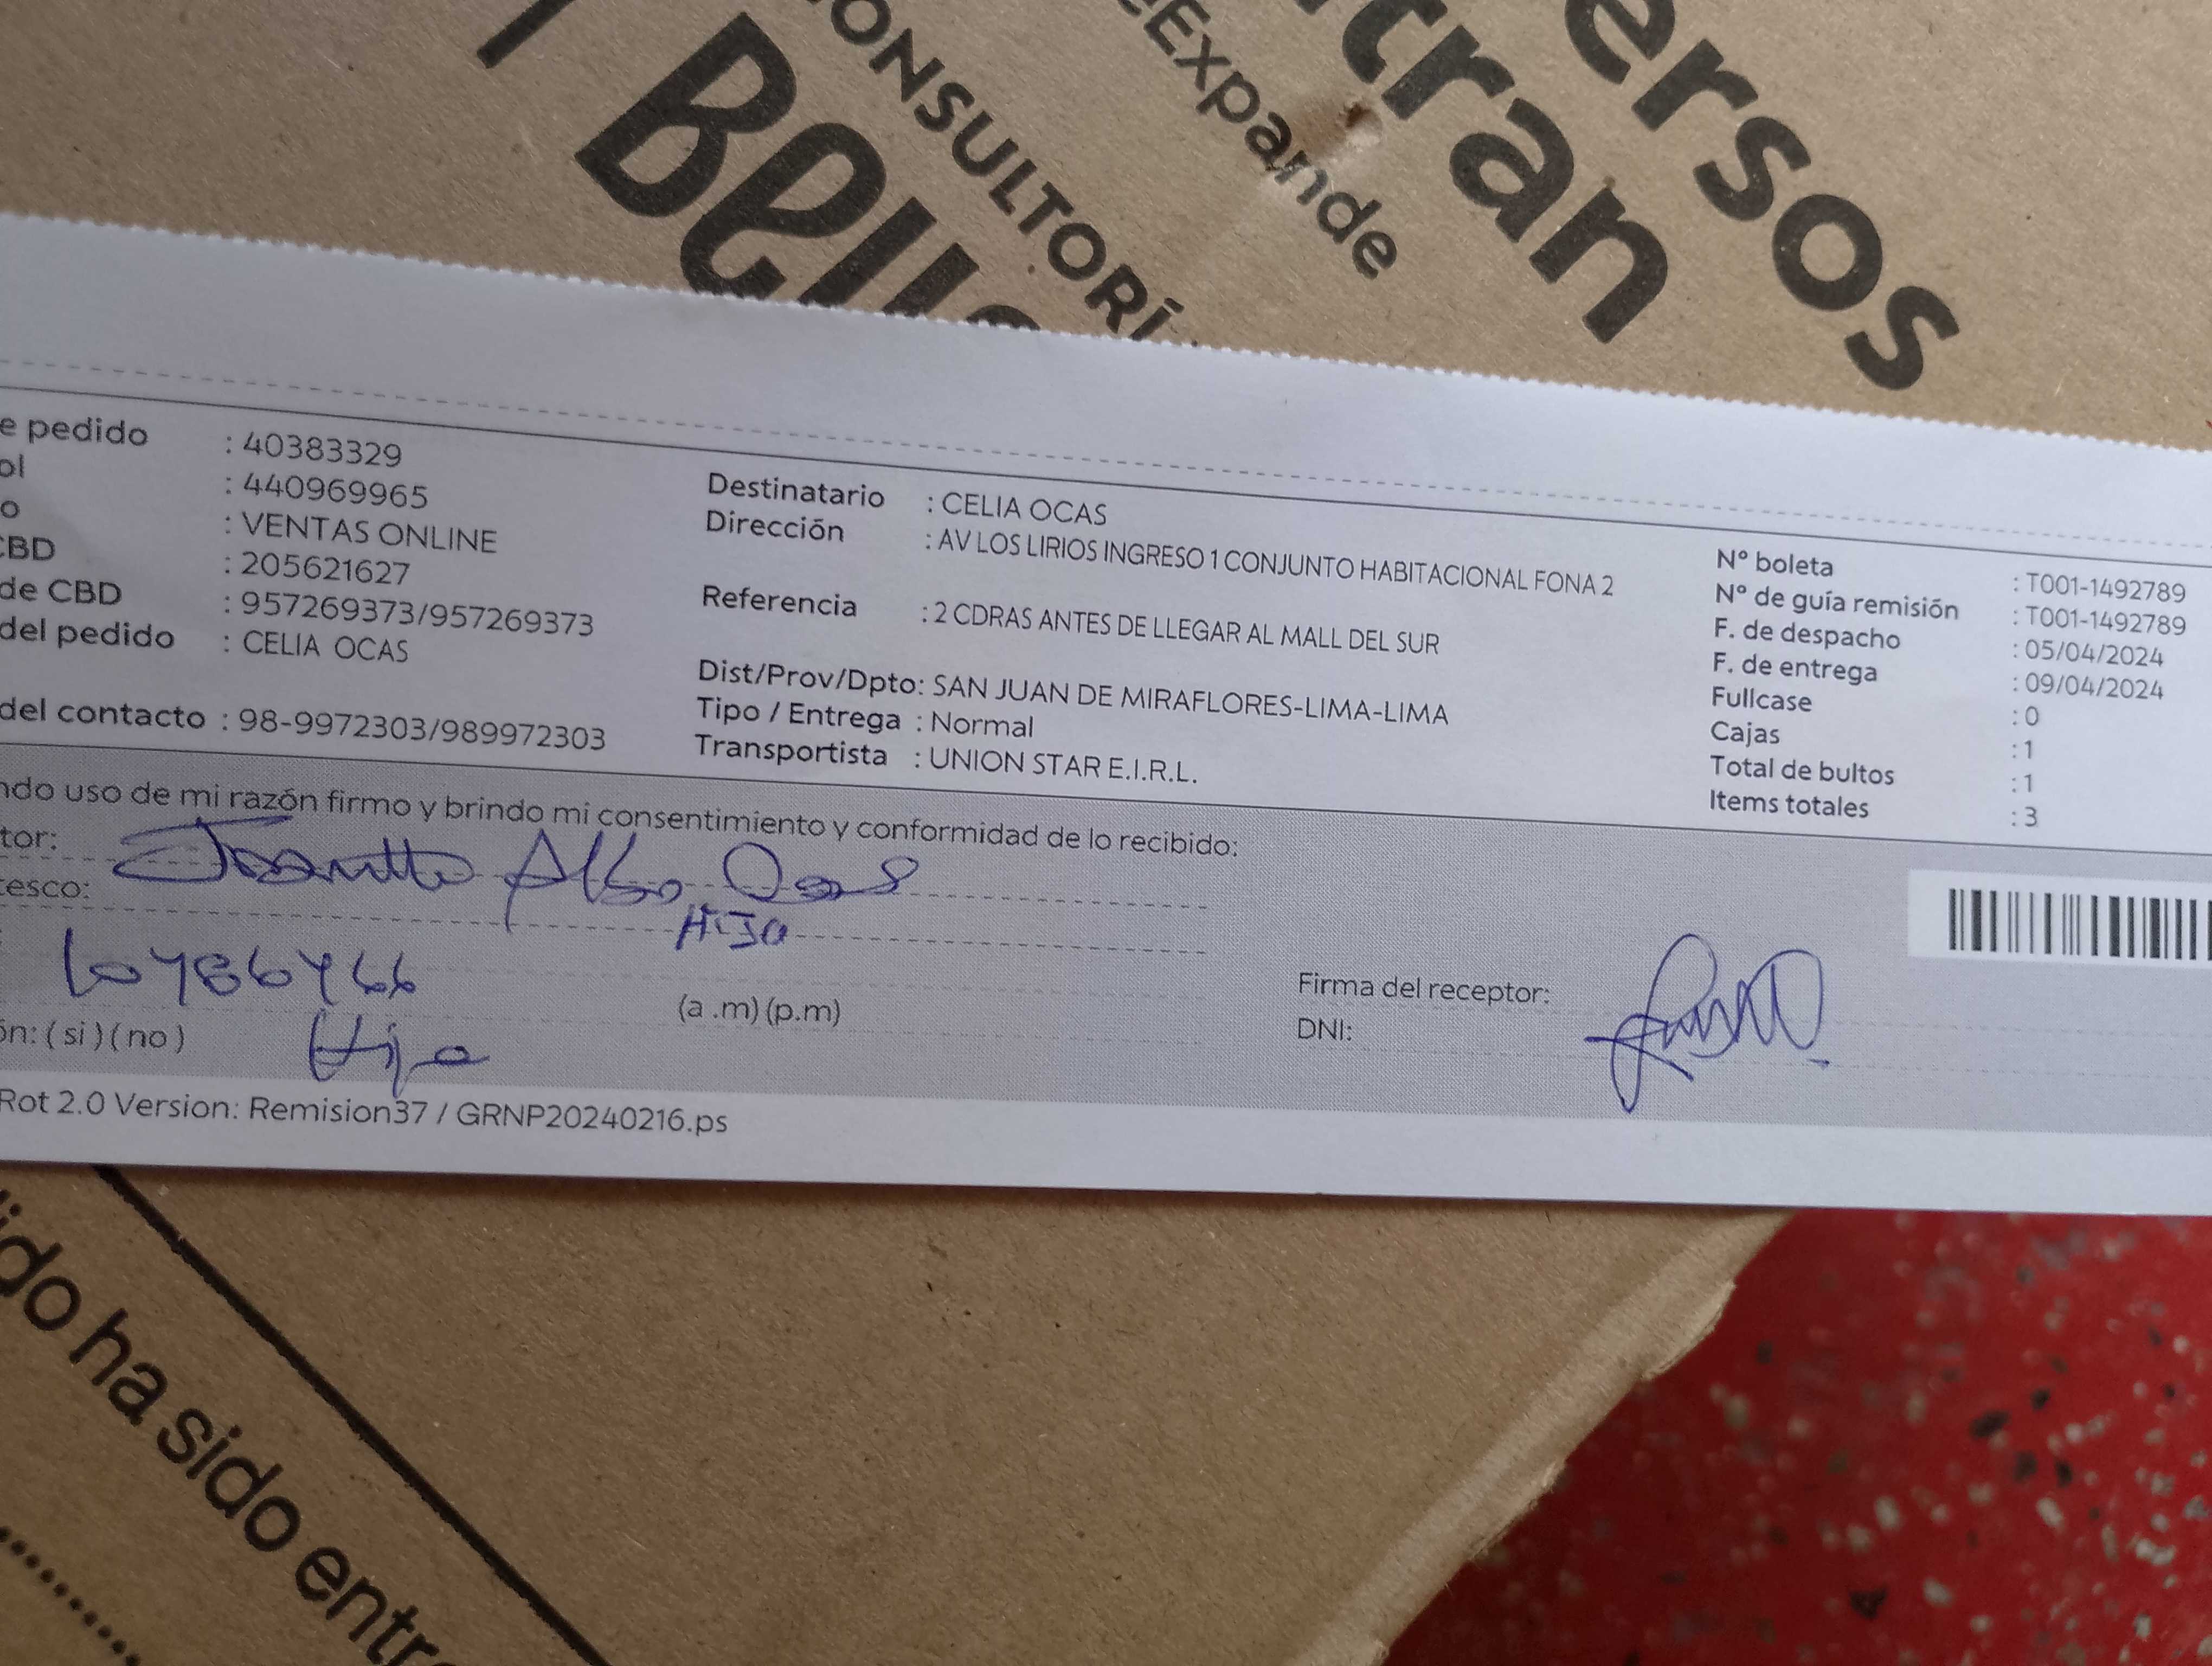 ersos
tran
eExpande
CONSULTORÍ
Bell
e pedido : 40383329
ol : 440969965
o : VENTAS ONLINE
CBD : 205621627
de CBD : 957269373/957269373
del pedido : CELIA OCAS
del contacto : 98-9972303/989972303
Destinatario : CELIA OCAS
Dirección : AV LOS LIRIOS INGRESO 1 CONJUNTO HABITACIONAL FONA 2
Referencia : 2 CDRAS ANTES DE LLEGAR AL MALL DEL SUR
Dist/Prov/Dpto: SAN JUAN DE MIRAFLORES-LIMA-LIMA
Tipo / Entrega : Normal
Transportista : UNION STAR E.I.R.L.
N° boleta : T001-1492789
N° de guía remisión : T001-1492789
F. de despacho : 05/04/2024
F. de entrega : 09/04/2024
Fullcase : 0
Cajas : 1
Total de bultos : 1
Items totales : 3
ndo uso de mi razón firmo y brindo mi consentimiento y conformidad de lo recibido:
tor:
tesco: HiJa
(a .m) (p.m)
ón: ( si ) ( no ) Hija
Firma del receptor:
DNI:
Rot 2.0 Version: Remision37 / GRNP20240216.ps
ido ha sido entre